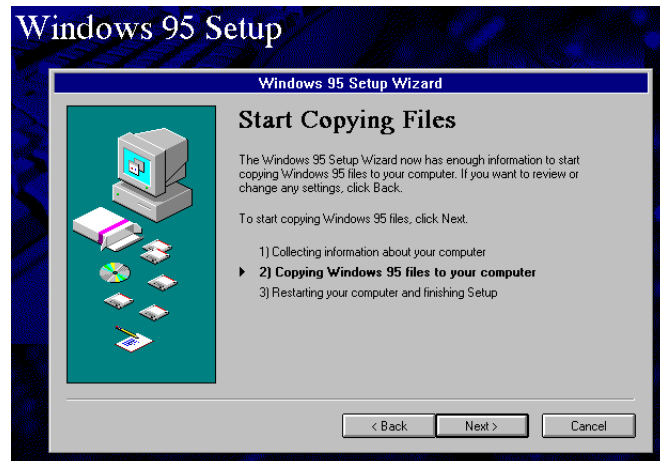 Windows 95 Setup
Windows 95 Setup Wizard
Start Copying Files
The Windows 95 Setup Wizard now has enough information to start
copying Windows 95 files to your computer. If you want to review or
change any settings, click Back.
To start copying Windows 95 files, click Next.
1) Collecting information about your computer
2) Copying Windows 95 files to your computer
3) Restarting your computer and finishing Setup
< Back Next > Cancel